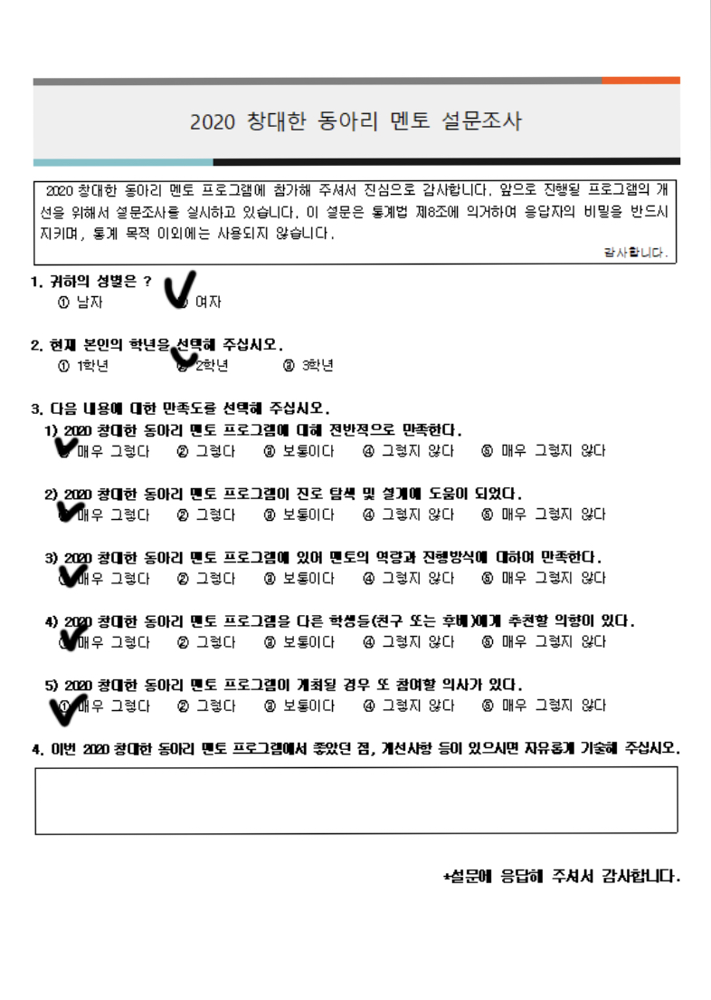 2020 창대한 동아리 멘토 설문조사
2020 창대한 동아리 멘토 프로그램에 참가해 주셔서 진심으로 감사합니다. 앞으로 진행될 프로그램의 개
선을 위해서 설문조사를 실시하고 있습니다. 이 설문은 통계법 제8조에 의거하여 응답자의 비밀을 반드시
지키며, 통계 목적 이외에는 사용되지 않습니다.
감사합니다.
1. 귀하의 성별은 ?
① 남자 여자
2. 현재 본인의 학년을 선택해 주십시오.
① 1학년 ② 2학년 ③ 3학년
3. 다음 내용에 대한 만족도를 선택해 주십시오.
1) 2020 창대한 동아리 멘토 프로그램에 대해 전반적으로 만족한다.
매우 그렇다 ② 그렇다 ③ 보통이다 ④ 그렇지 않다 ⑤ 매우 그렇지 않다
2) 2020 창대한 동아리 멘토 프로그램이 진로 탐색 및 설계에 도움이 되었다.
매우 그렇다 ② 그렇다 ③ 보통이다 ④ 그렇지 않다 ⑤ 매우 그렇지 않다
3) 2020 창대한 동아리 멘토 프로그램에 있어 멘토의 역량과 진행방식에 대하여 만족한다.
매우 그렇다 ② 그렇다 ③ 보통이다 ④ 그렇지 않다 ⑤ 매우 그렇지 않다
4) 2020 창대한 동아리 멘토 프로그램을 다른 학생들(친구 또는 후배)에게 추천할 의향이 있다.
매우 그렇다 ② 그렇다 ③ 보통이다 ④ 그렇지 않다 ⑤ 매우 그렇지 않다
5) 2020 창대한 동아리 멘토 프로그램이 개최될 경우 또 참여할 의사가 있다.
① 매우 그렇다 ② 그렇다 ③ 보통이다 ④ 그렇지 않다 ⑤ 매우 그렇지 않다
4. 이번 2020 창대한 동아리 멘토 프로그램에서 좋았던 점, 개선사항 등이 있으시면 자유롭게 기술해 주십시오.
*설문에 응답해 주셔서 감사합니다.